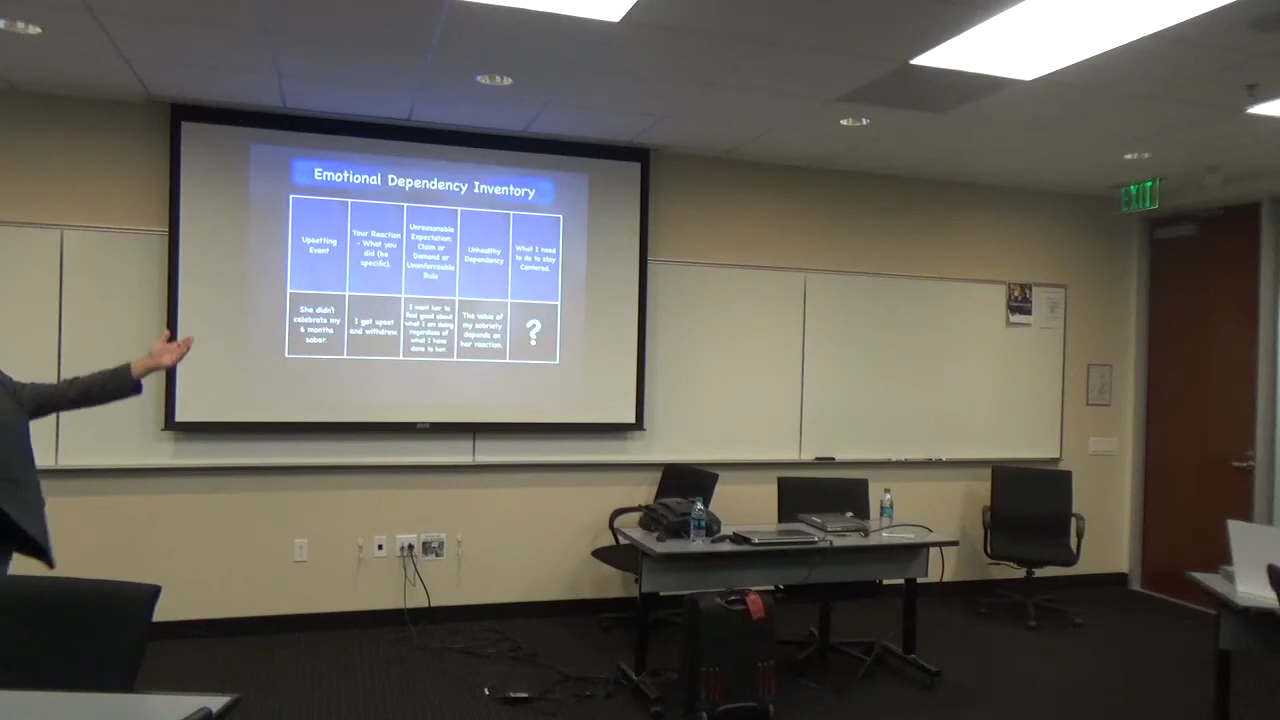 Emotional Dependency Inventory
Upsetting
Event
Your Reaction
- What you
did (be
specific).
Unreasonable
Expectation:
Claim or
Demand or
Unenforceable
Rule
Unhealthy
Dependency
What I need
to do to stay
Centered.
She didn't
celebrate my
6 months
sober.
I got upset
and withdrew.
I want her to
feel good about
what I am doing
regardless of
what I have
done to her.
The value of
my sobriety
depends on
her reaction.
?
EXIT